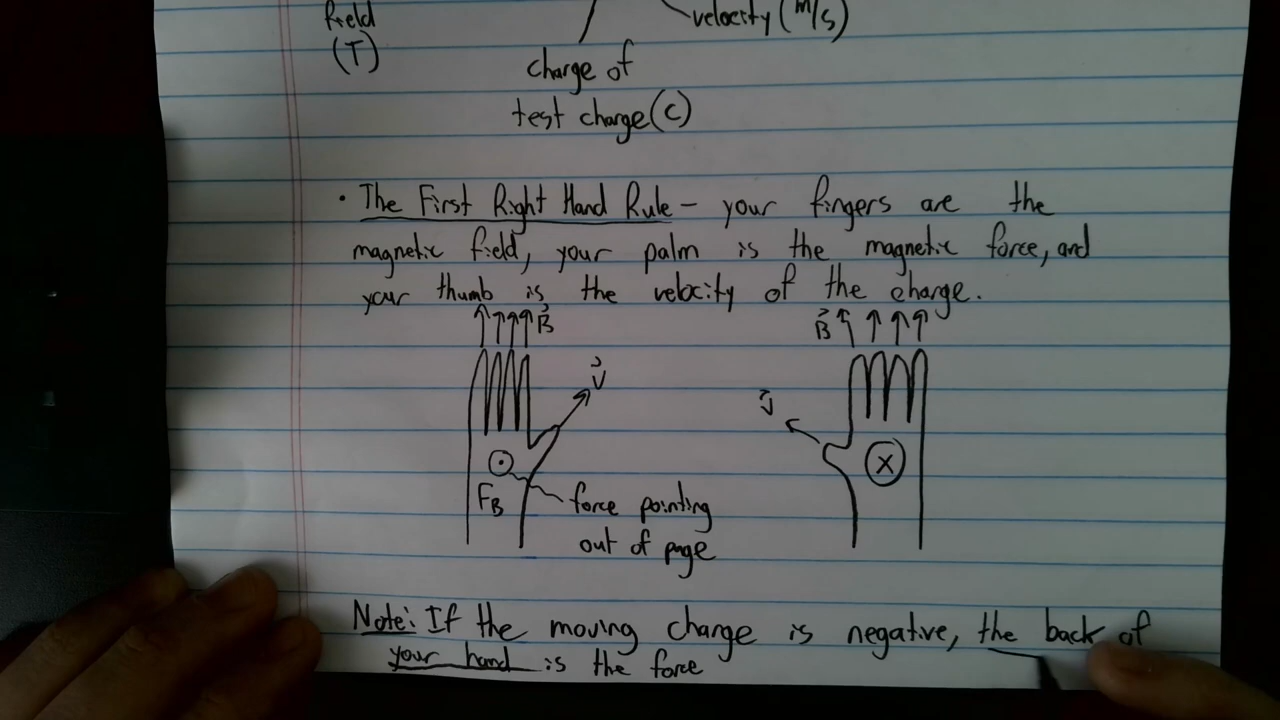 field
velocity (m/s)
(T)
charge of
test charge (C)
• The First Right Hand Rule - your fingers are the
magnetic field, your palm is the magnetic force, and
your thumb is the velocity of the charge.
B
B
V
V
X
FB
force pointing
out of page
Note: If the moving charge is negative, the back of
your hand is the force